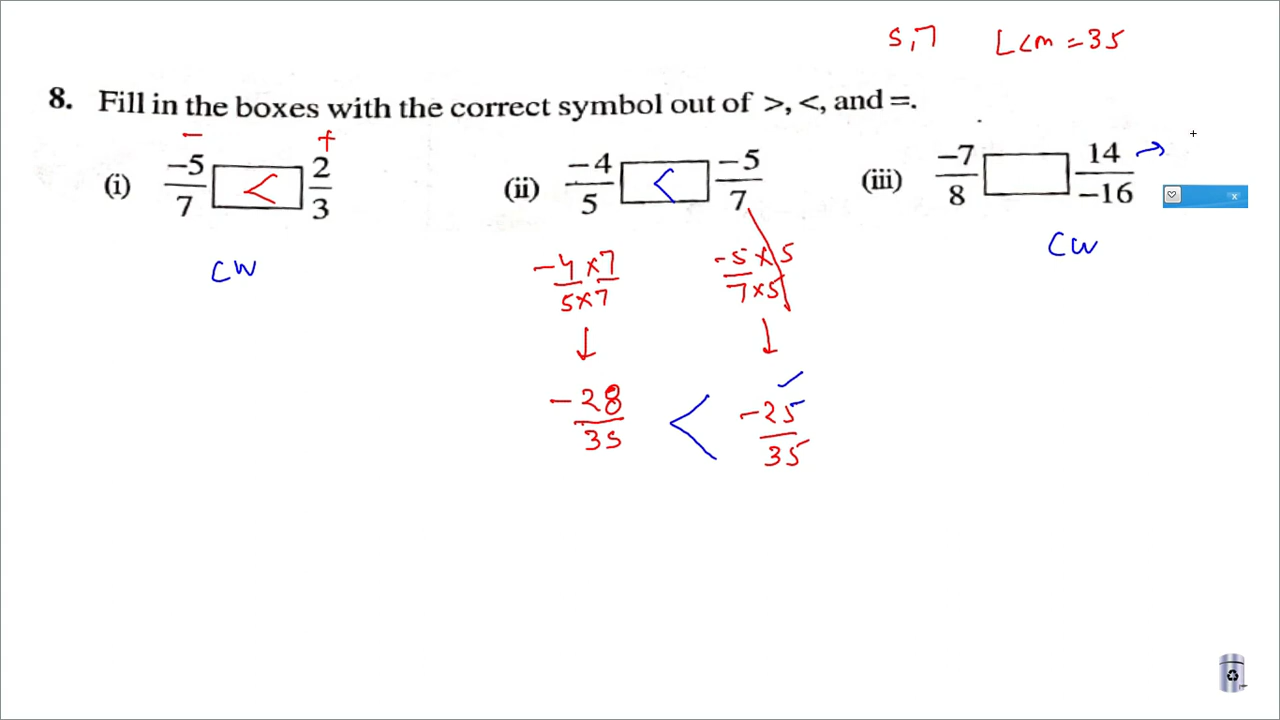 5,7 LCM = 35
8. Fill in the boxes with the correct symbol out of >, <, and =.
− +
(i) -5/7 < 2/3 (ii) -4/5 < -5/7 (iii) -7/8 14/-16 →
CW CW
-4×7/5×7 -5×5/7×5
↓ ↓
-28/35 < -25/35 ✓